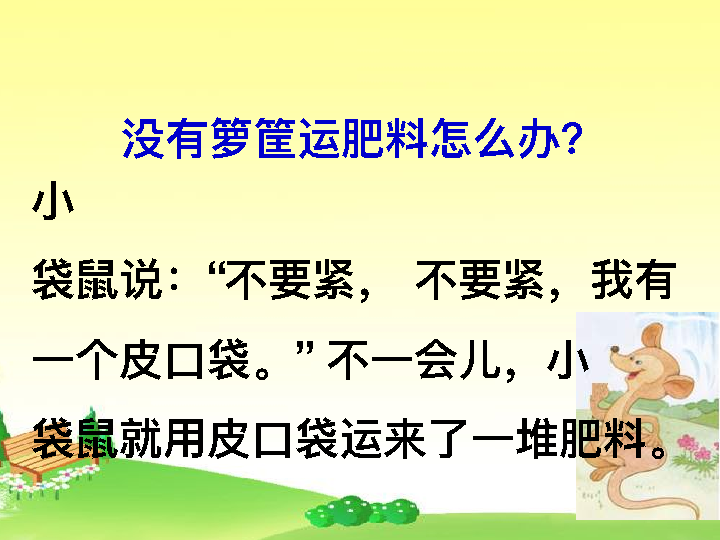 没有箩筐运肥料怎么办?
小
袋鼠说：“不要紧， 不要紧，我有
一个皮口袋。” 不一会儿，小
袋鼠就用皮口袋运来了一堆肥料。